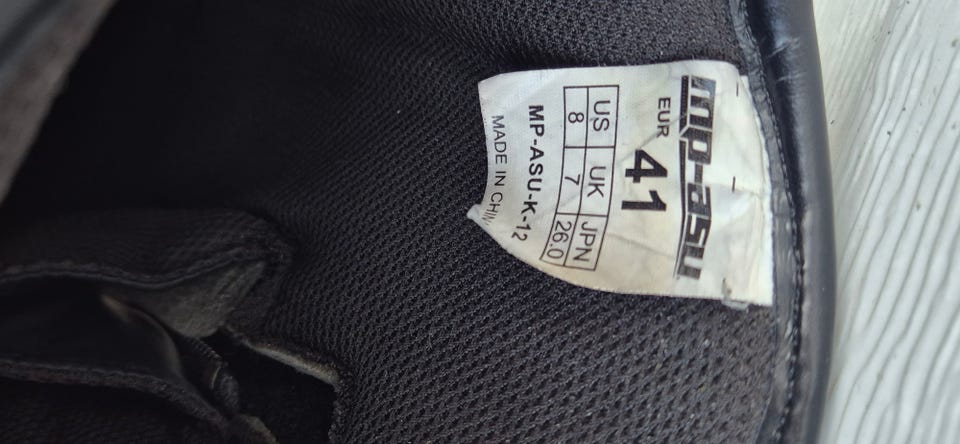 mp-asu
EUR 41
US UK JPN
8 7 26.0
MP-ASU-K-12
MADE IN CHIN